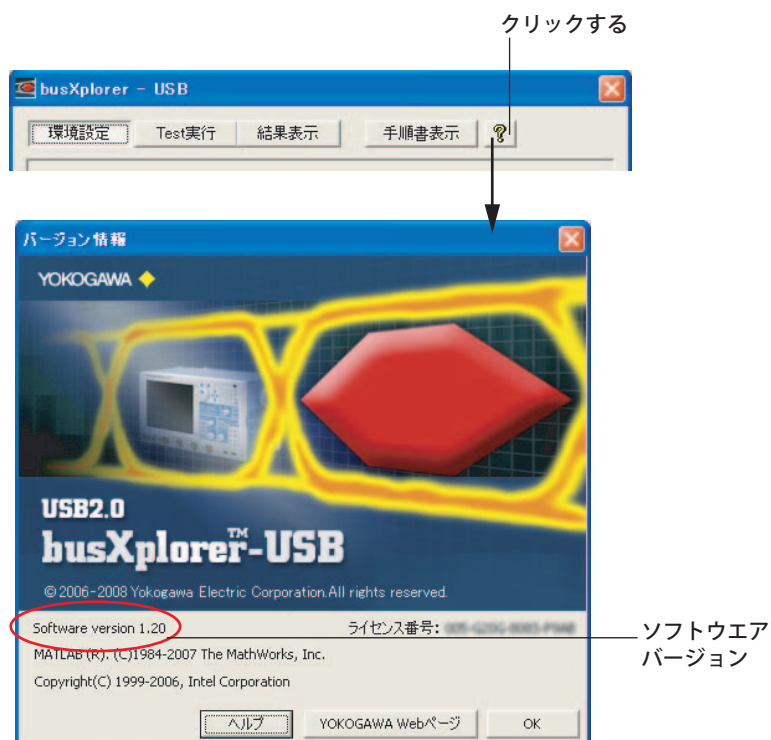 クリックする
busXplorer - USB
環境設定 Test実行 結果表示 手順書表示 ?
バージョン情報
YOKOGAWA
USB2.0
busXplorer™-USB
©2006-2008 Yokogawa Electric Corporation.All rights reserved.
Software version 1.20 ライセンス番号:
ソフトウエア
バージョン
MATLAB (R). (C)1984-2007 The MathWorks, Inc.
Copyright(C) 1999-2006, Intel Corporation
ヘルプ YOKOGAWA Webページ OK